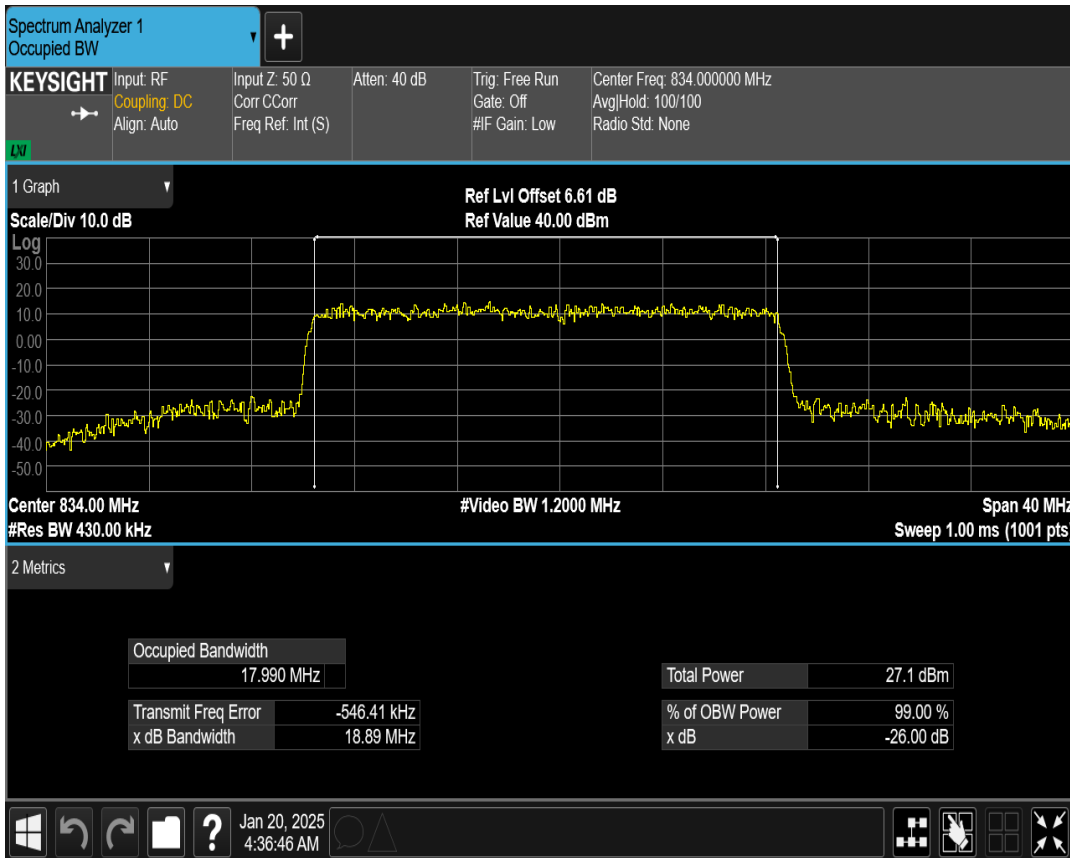 Spectrum Analyzer 1
Occupied BW
KEYSIGHT
LXI
Input: RF
Coupling: DC
Align: Auto
Input Z: 50 Ω
Corr CCorr
Freq Ref: Int (S)
Atten: 40 dB
Trig: Free Run
Gate: Off
#IF Gain: Low
Center Freq: 834.000000 MHz
Avg|Hold: 100/100
Radio Std: None
1 Graph
Ref Lvl Offset 6.61 dB
Scale/Div 10.0 dB
Ref Value 40.00 dBm
Log
30.0
20.0
10.0
0.00
-10.0
-20.0
-30.0
-40.0
-50.0
Center 834.00 MHz
#Video BW 1.2000 MHz
Span 40 MHz
#Res BW 430.00 kHz
Sweep 1.00 ms (1001 pts)
2 Metrics
Occupied Bandwidth
17.990 MHz
Total Power 27.1 dBm
Transmit Freq Error -546.41 kHz
% of OBW Power 99.00 %
x dB Bandwidth 18.89 MHz
x dB -26.00 dB
?
Jan 20, 2025
4:36:46 AM